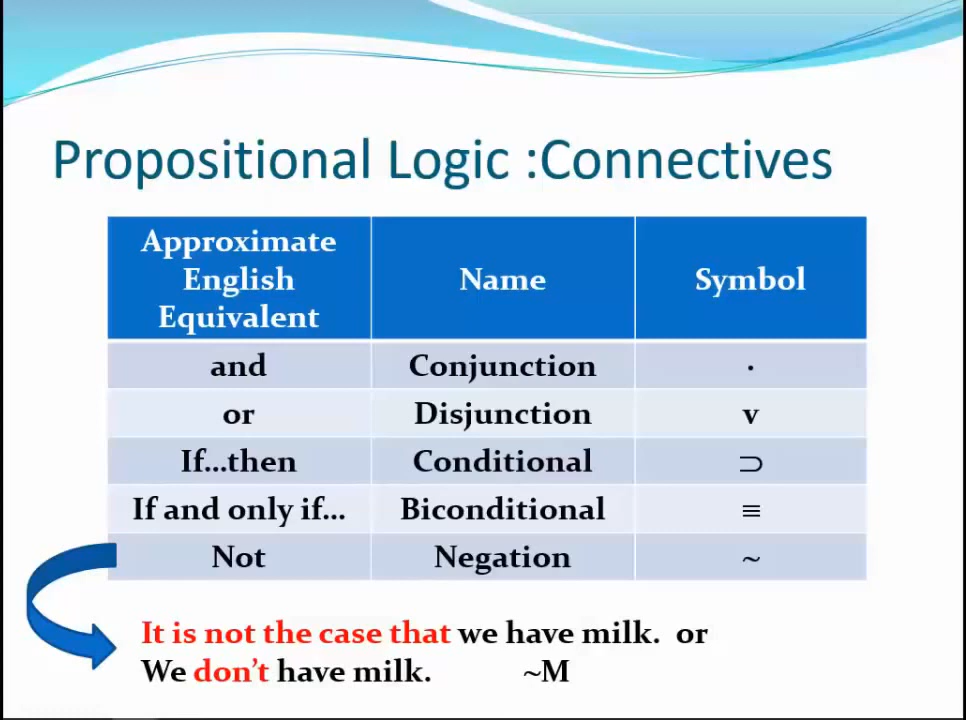 Propositional Logic :Connectives
Approximate English Equivalent Name Symbol
and Conjunction ·
or Disjunction v
If...then Conditional ⊃
If and only if... Biconditional ≡
Not Negation ~
It is not the case that we have milk. or
We don't have milk. ~M